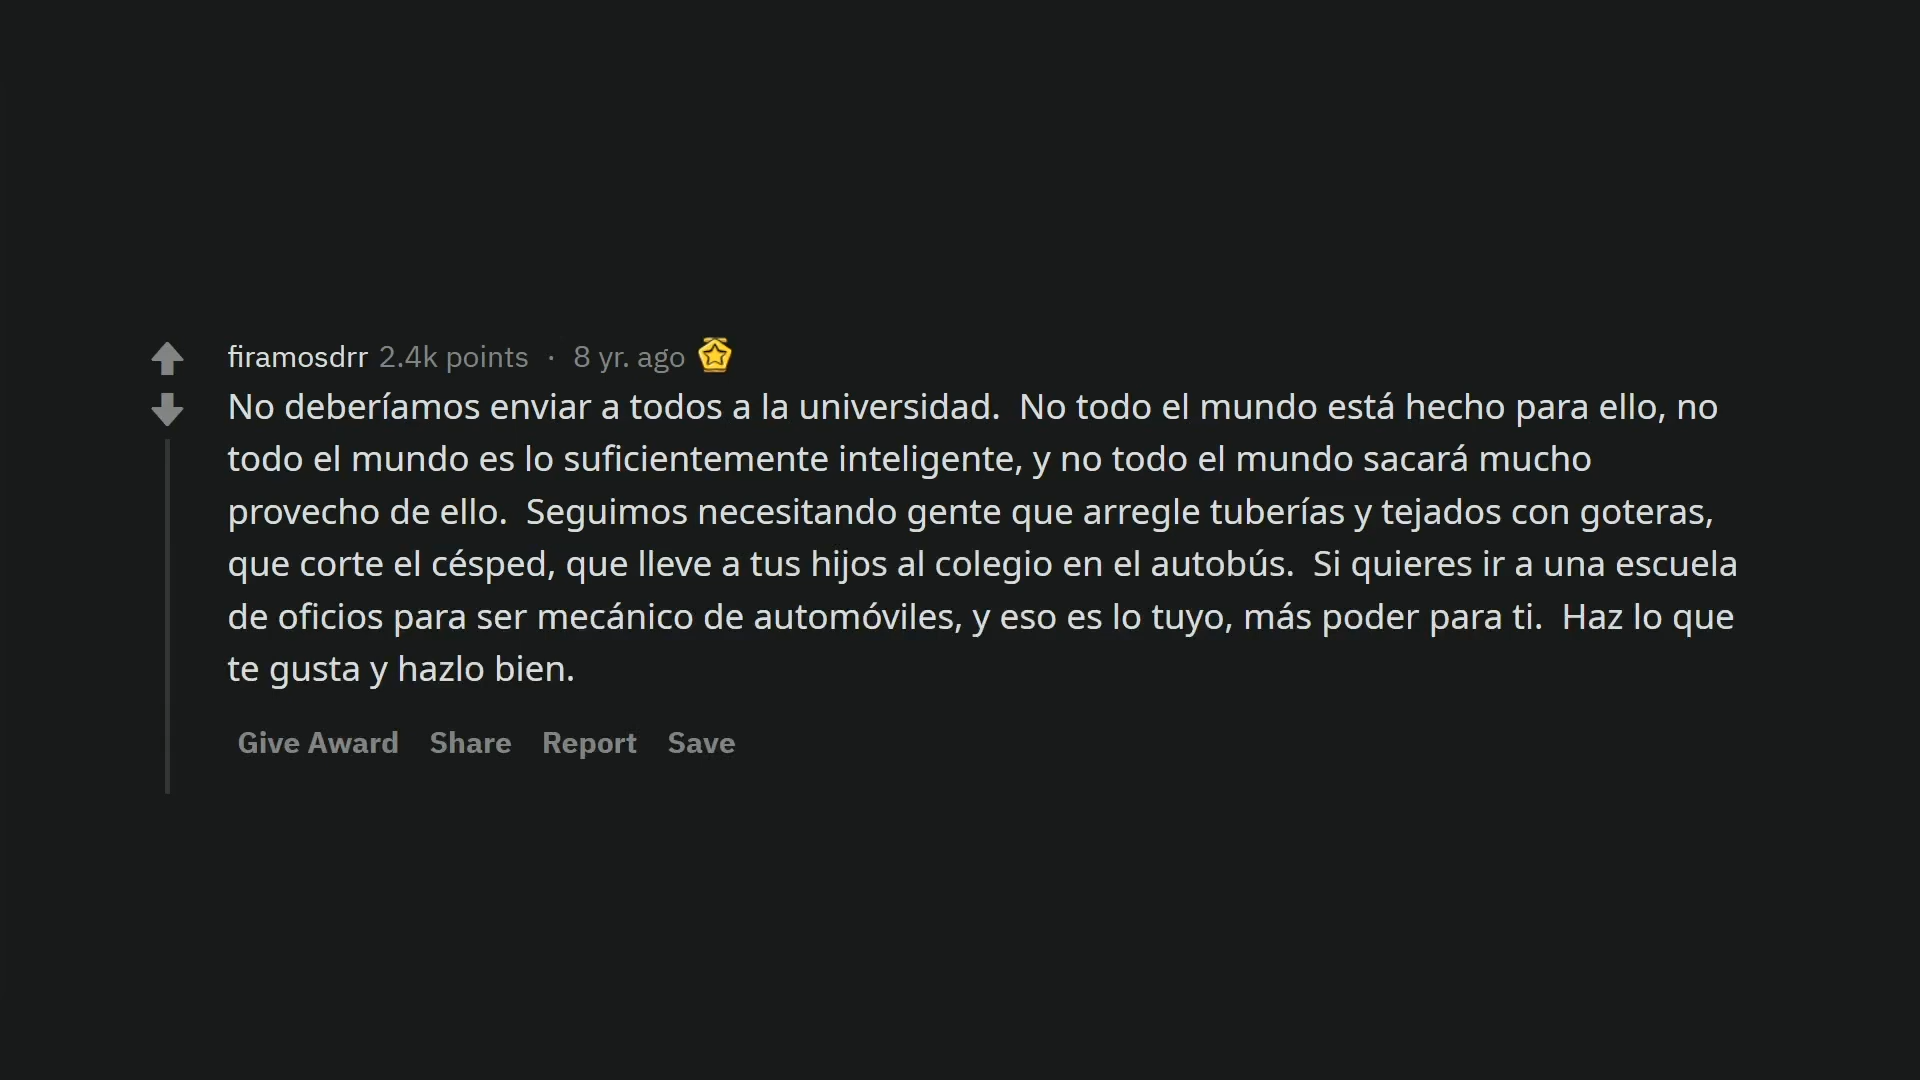 firamosdrr 2.4k points · 8 yr. ago
No deberíamos enviar a todos a la universidad.  No todo el mundo está hecho para ello, no
todo el mundo es lo suficientemente inteligente, y no todo el mundo sacará mucho
provecho de ello.  Seguimos necesitando gente que arregle tuberías y tejados con goteras,
que corte el césped, que lleve a tus hijos al colegio en el autobús.  Si quieres ir a una escuela
de oficios para ser mecánico de automóviles, y eso es lo tuyo, más poder para ti.  Haz lo que
te gusta y hazlo bien.
Give Award Share Report Save